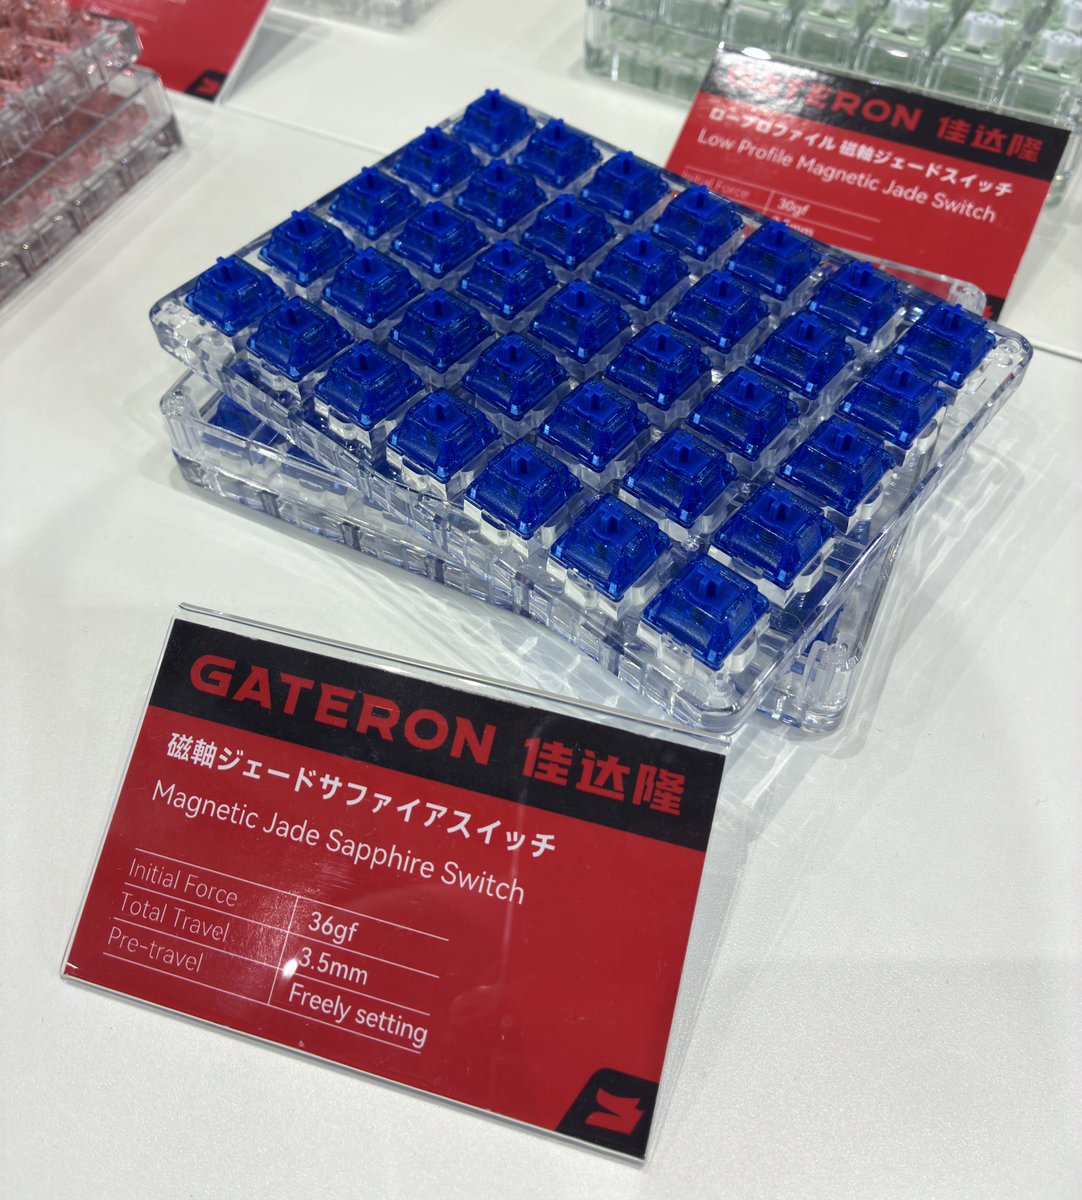 GATERON 佳达隆
ロープロファイル 磁軸ジェードスイッチ
Low Profile Magnetic Jade Switch
Initial Force 30gf
GATERON 佳达隆
磁軸ジェードサファイアスイッチ
Magnetic Jade Sapphire Switch
Initial Force 36gf
Total Travel 3.5mm
Pre-travel Freely setting